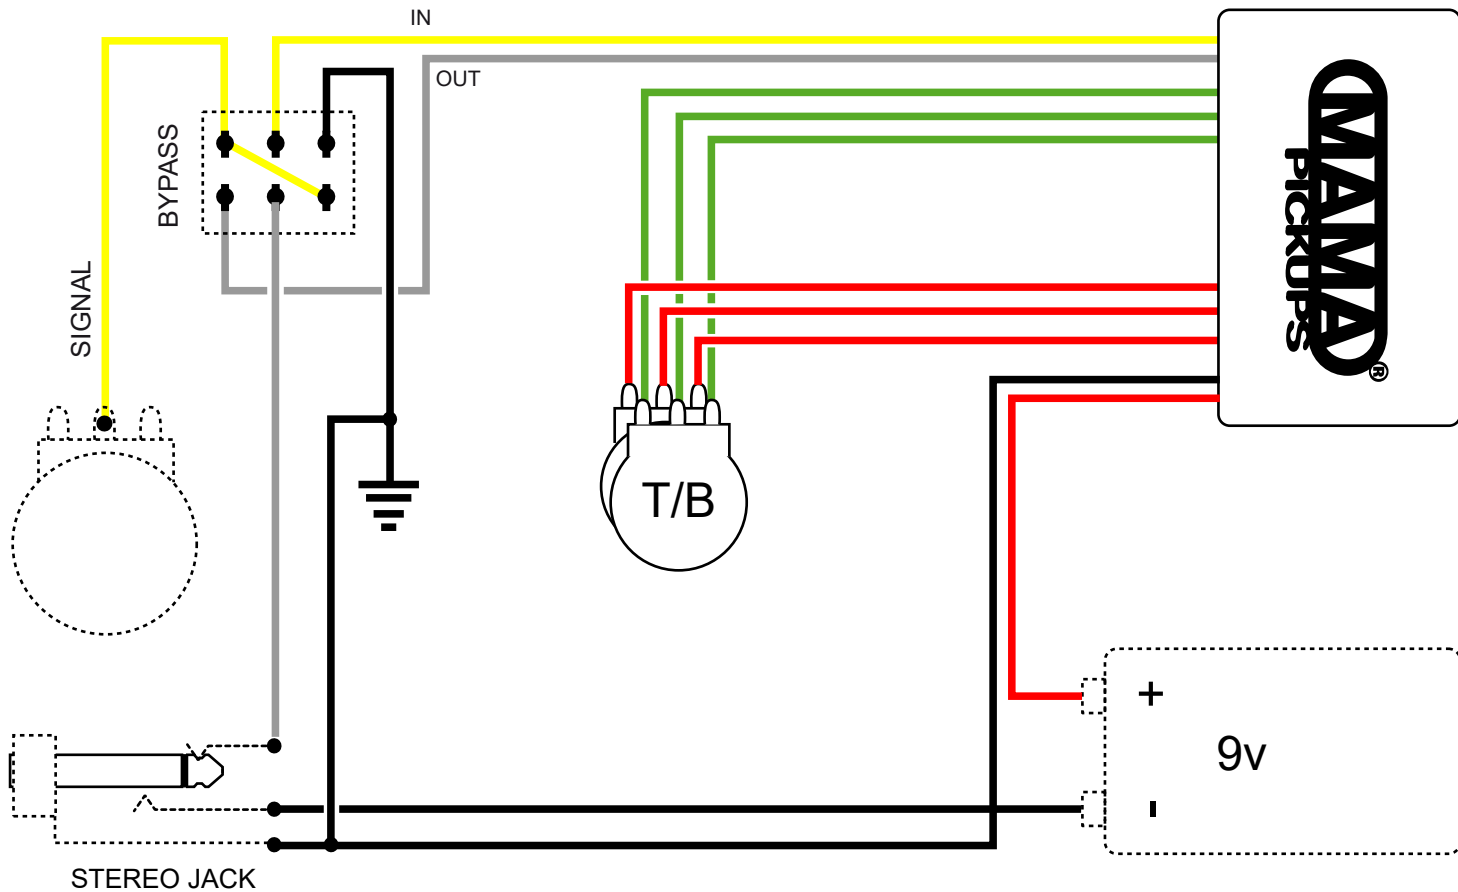 IN
OUT
BYPASS
SIGNAL
MAMA
PICKUPS
®
T/B
+
9v
-
STEREO JACK